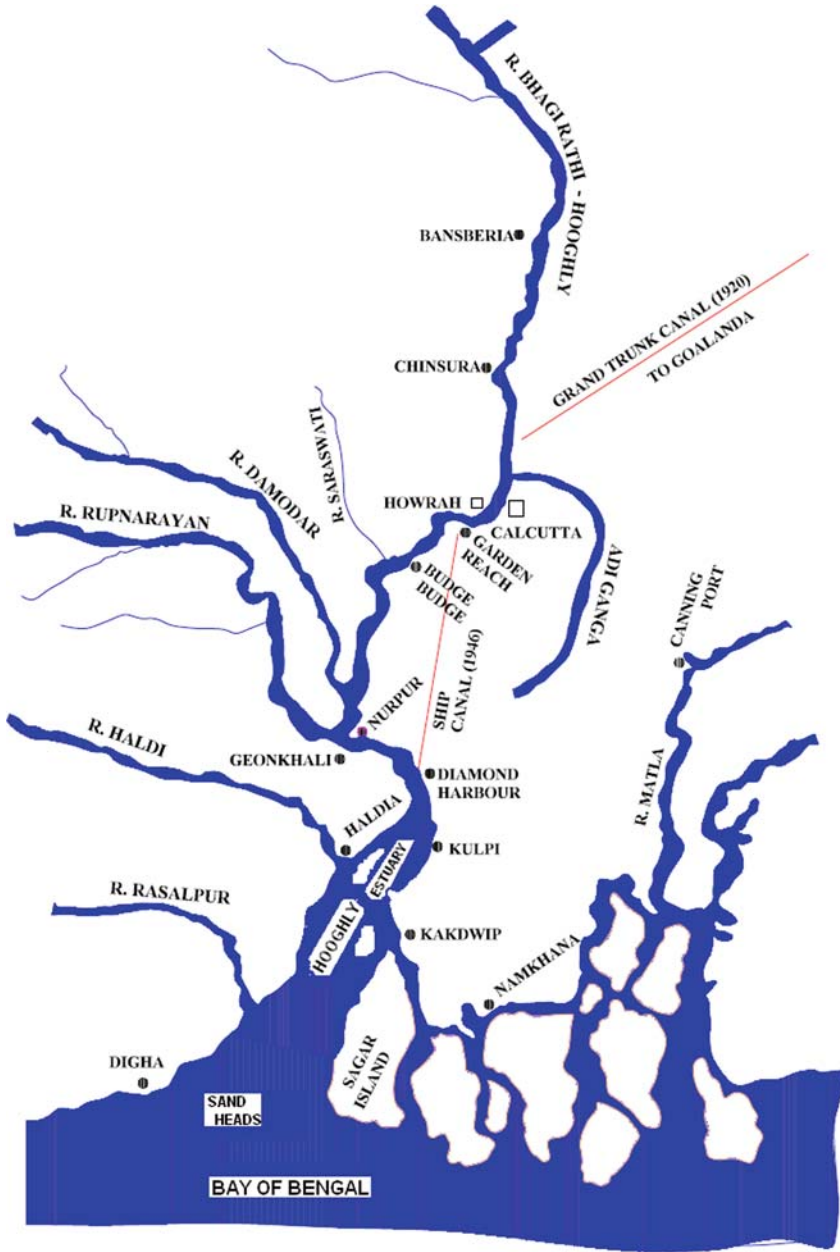 R. BHAGIRATHI - HOOGHLY
BANSBERIA
GRAND TRUNK CANAL (1920)
TO GOALANDA
CHINSURA
R. SARASWATI
R. DAMODAR
R. RUPNARAYAN
HOWRAH
CALCUTTA
GARDEN
REACH
BUDGE
BUDGE
ADI GANGA
CANNING
PORT
SHIP
CANAL (1946)
NURPUR
R. HALDI
GEONKHALI
DIAMOND
HARBOUR
R. MATLA
HALDIA
KULPI
HOOGHLY
ESTUARY
R. RASALPUR
KAKDWIP
NAMKHANA
DIGHA
SAGAR
ISLAND
SAND
HEADS
BAY OF BENGAL